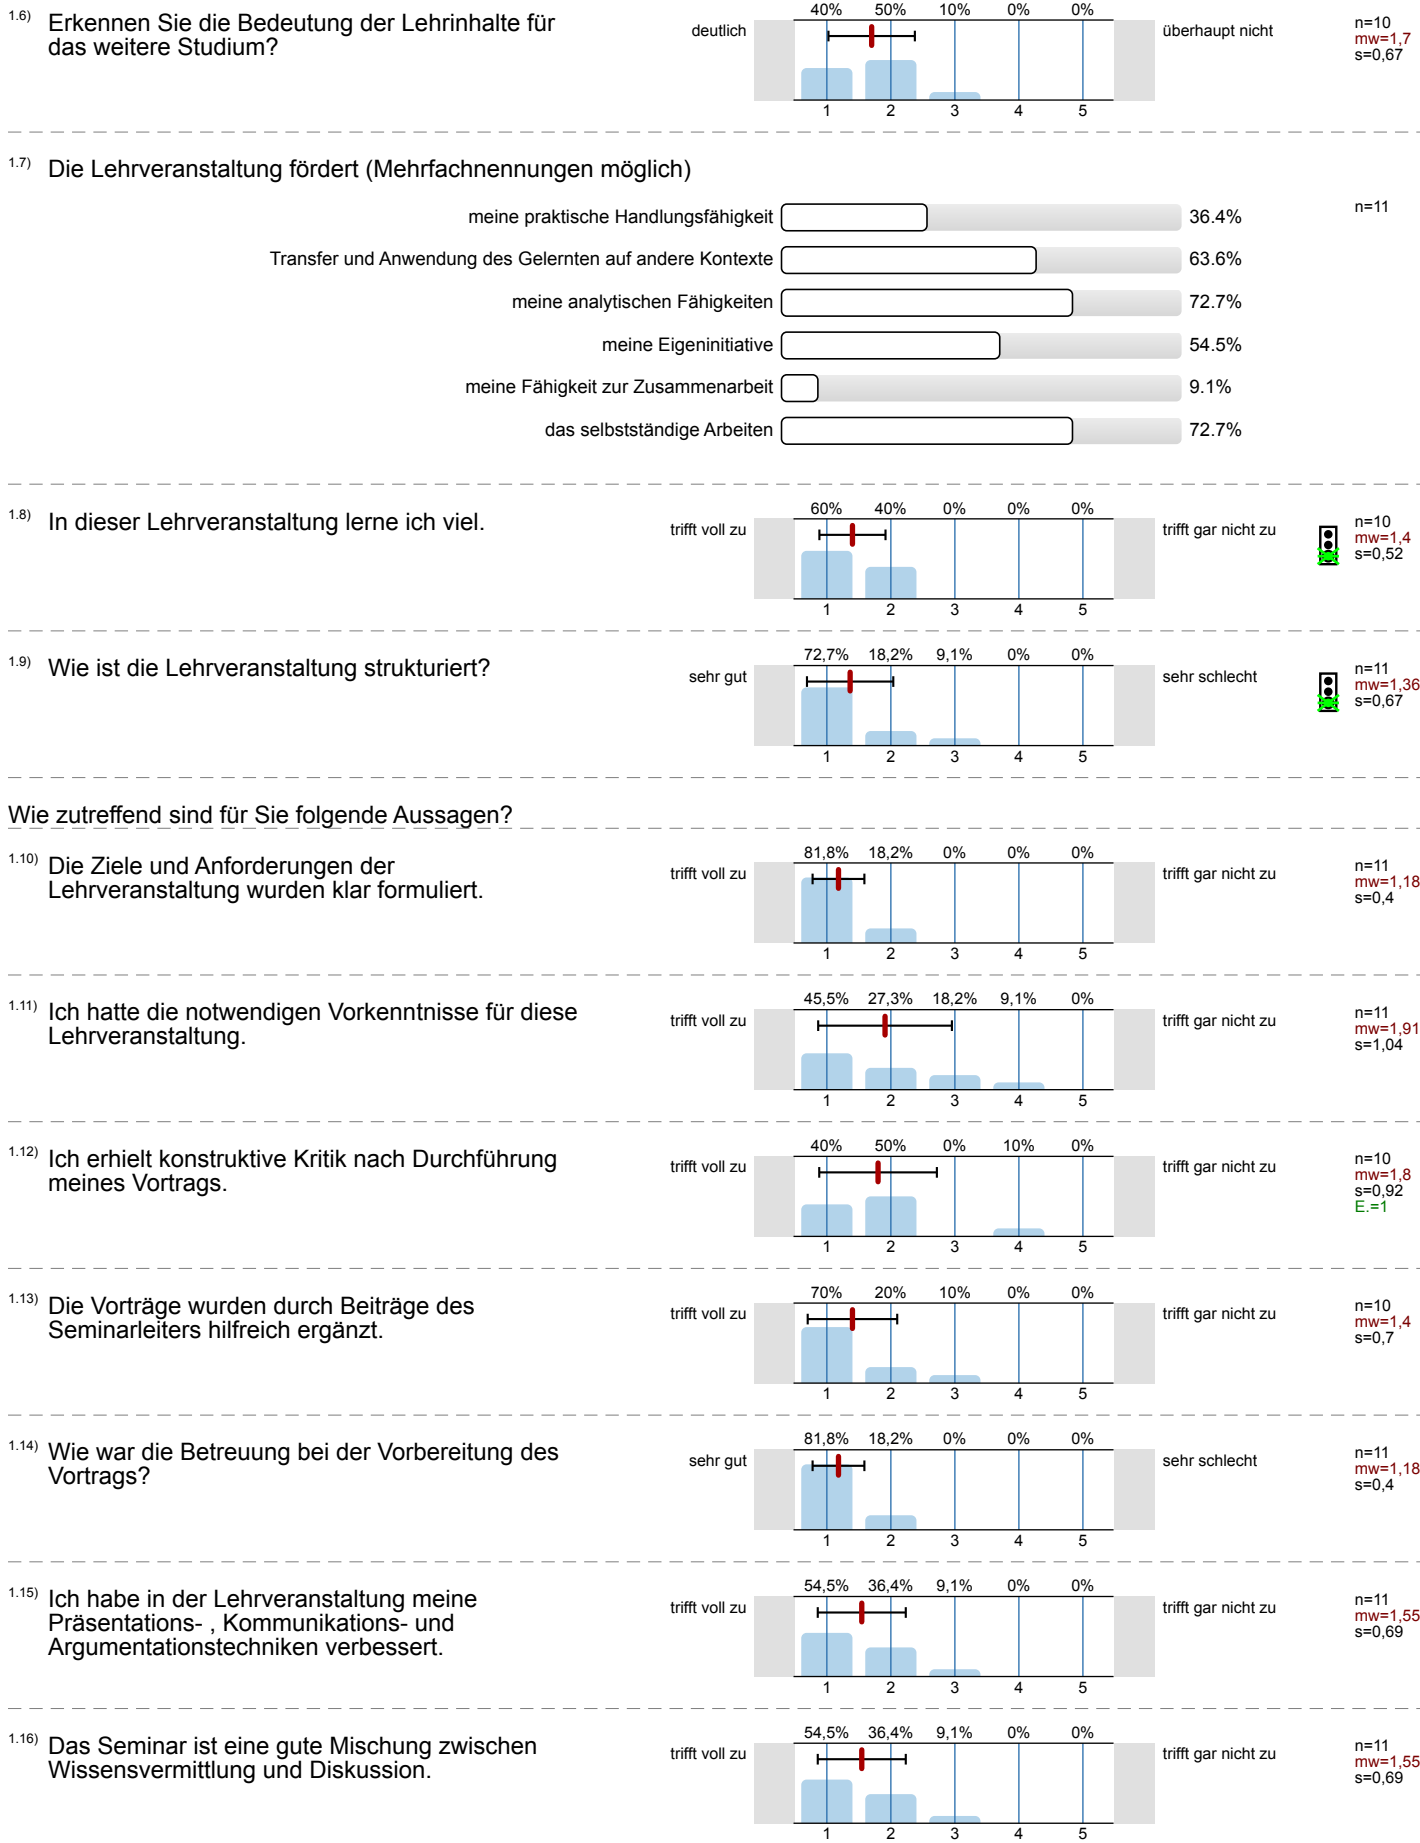 1.6) Erkennen Sie die Bedeutung der Lehrinhalte für
das weitere Studium?
deutlich
40% 50% 10% 0% 0%
1 2 3 4 5
überhaupt nicht
n=10
mw=1,7
s=0,67
1.7) Die Lehrveranstaltung fördert (Mehrfachnennungen möglich)
meine praktische Handlungsfähigkeit 36.4%
n=11
Transfer und Anwendung des Gelernten auf andere Kontexte 63.6%
meine analytischen Fähigkeiten 72.7%
meine Eigeninitiative 54.5%
meine Fähigkeit zur Zusammenarbeit 9.1%
das selbstständige Arbeiten 72.7%
1.8) In dieser Lehrveranstaltung lerne ich viel.
trifft voll zu
60% 40% 0% 0% 0%
1 2 3 4 5
trifft gar nicht zu
n=10
mw=1,4
s=0,52
1.9) Wie ist die Lehrveranstaltung strukturiert?
sehr gut
72,7% 18,2% 9,1% 0% 0%
1 2 3 4 5
sehr schlecht
n=11
mw=1,36
s=0,67
Wie zutreffend sind für Sie folgende Aussagen?
1.10) Die Ziele und Anforderungen der
Lehrveranstaltung wurden klar formuliert.
trifft voll zu
81,8% 18,2% 0% 0% 0%
1 2 3 4 5
trifft gar nicht zu
n=11
mw=1,18
s=0,4
1.11) Ich hatte die notwendigen Vorkenntnisse für diese
Lehrveranstaltung.
trifft voll zu
45,5% 27,3% 18,2% 9,1% 0%
1 2 3 4 5
trifft gar nicht zu
n=11
mw=1,91
s=1,04
1.12) Ich erhielt konstruktive Kritik nach Durchführung
meines Vortrags.
trifft voll zu
40% 50% 0% 10% 0%
1 2 3 4 5
trifft gar nicht zu
n=10
mw=1,8
s=0,92
E.=1
1.13) Die Vorträge wurden durch Beiträge des
Seminarleiters hilfreich ergänzt.
trifft voll zu
70% 20% 10% 0% 0%
1 2 3 4 5
trifft gar nicht zu
n=10
mw=1,4
s=0,7
1.14) Wie war die Betreuung bei der Vorbereitung des
Vortrags?
sehr gut
81,8% 18,2% 0% 0% 0%
1 2 3 4 5
sehr schlecht
n=11
mw=1,18
s=0,4
1.15) Ich habe in der Lehrveranstaltung meine
Präsentations- , Kommunikations- und
Argumentationstechniken verbessert.
trifft voll zu
54,5% 36,4% 9,1% 0% 0%
1 2 3 4 5
trifft gar nicht zu
n=11
mw=1,55
s=0,69
1.16) Das Seminar ist eine gute Mischung zwischen
Wissensvermittlung und Diskussion.
trifft voll zu
54,5% 36,4% 9,1% 0% 0%
1 2 3 4 5
trifft gar nicht zu
n=11
mw=1,55
s=0,69